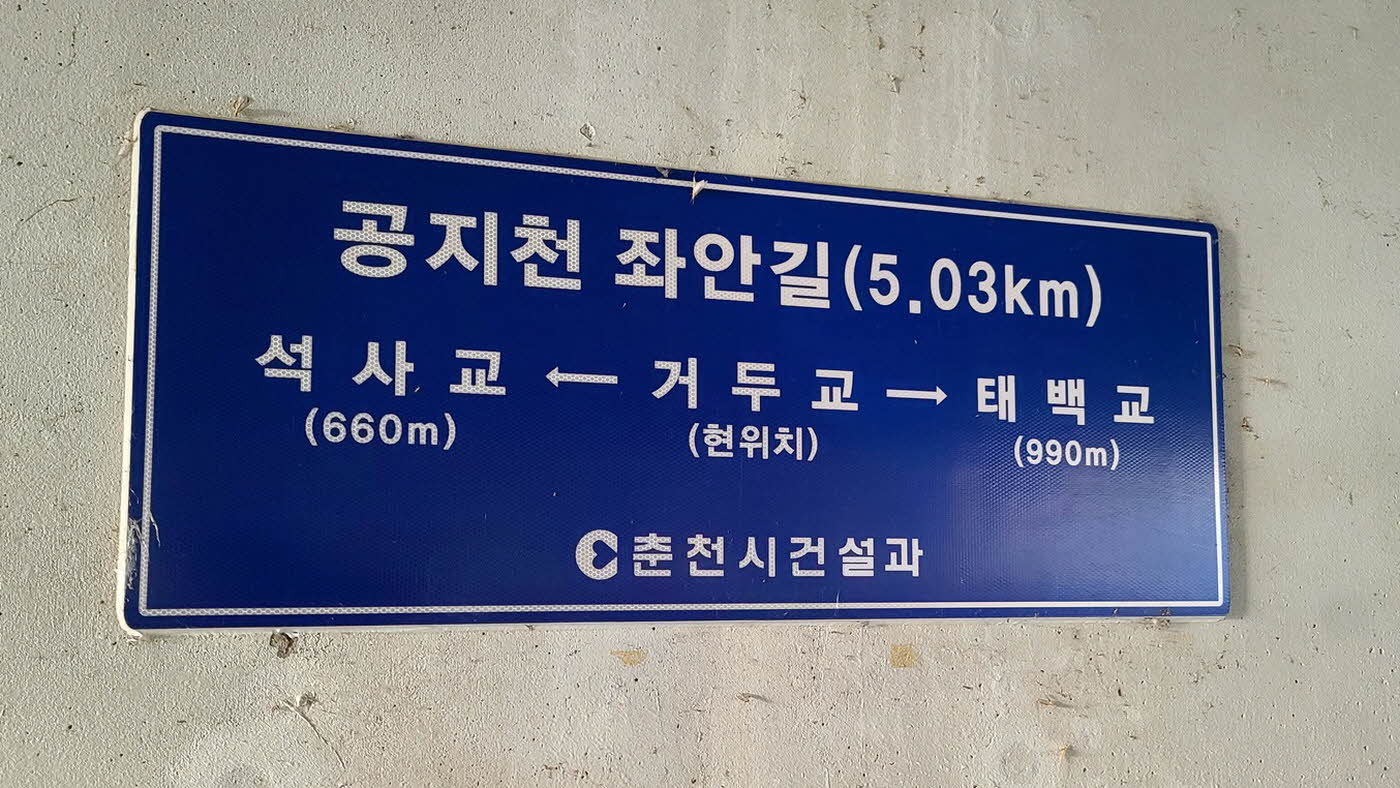 공지천 좌안길(5.03km)
석사교 ← 거두교 → 태백교
(660m) (현위치) (990m)
춘천시건설과